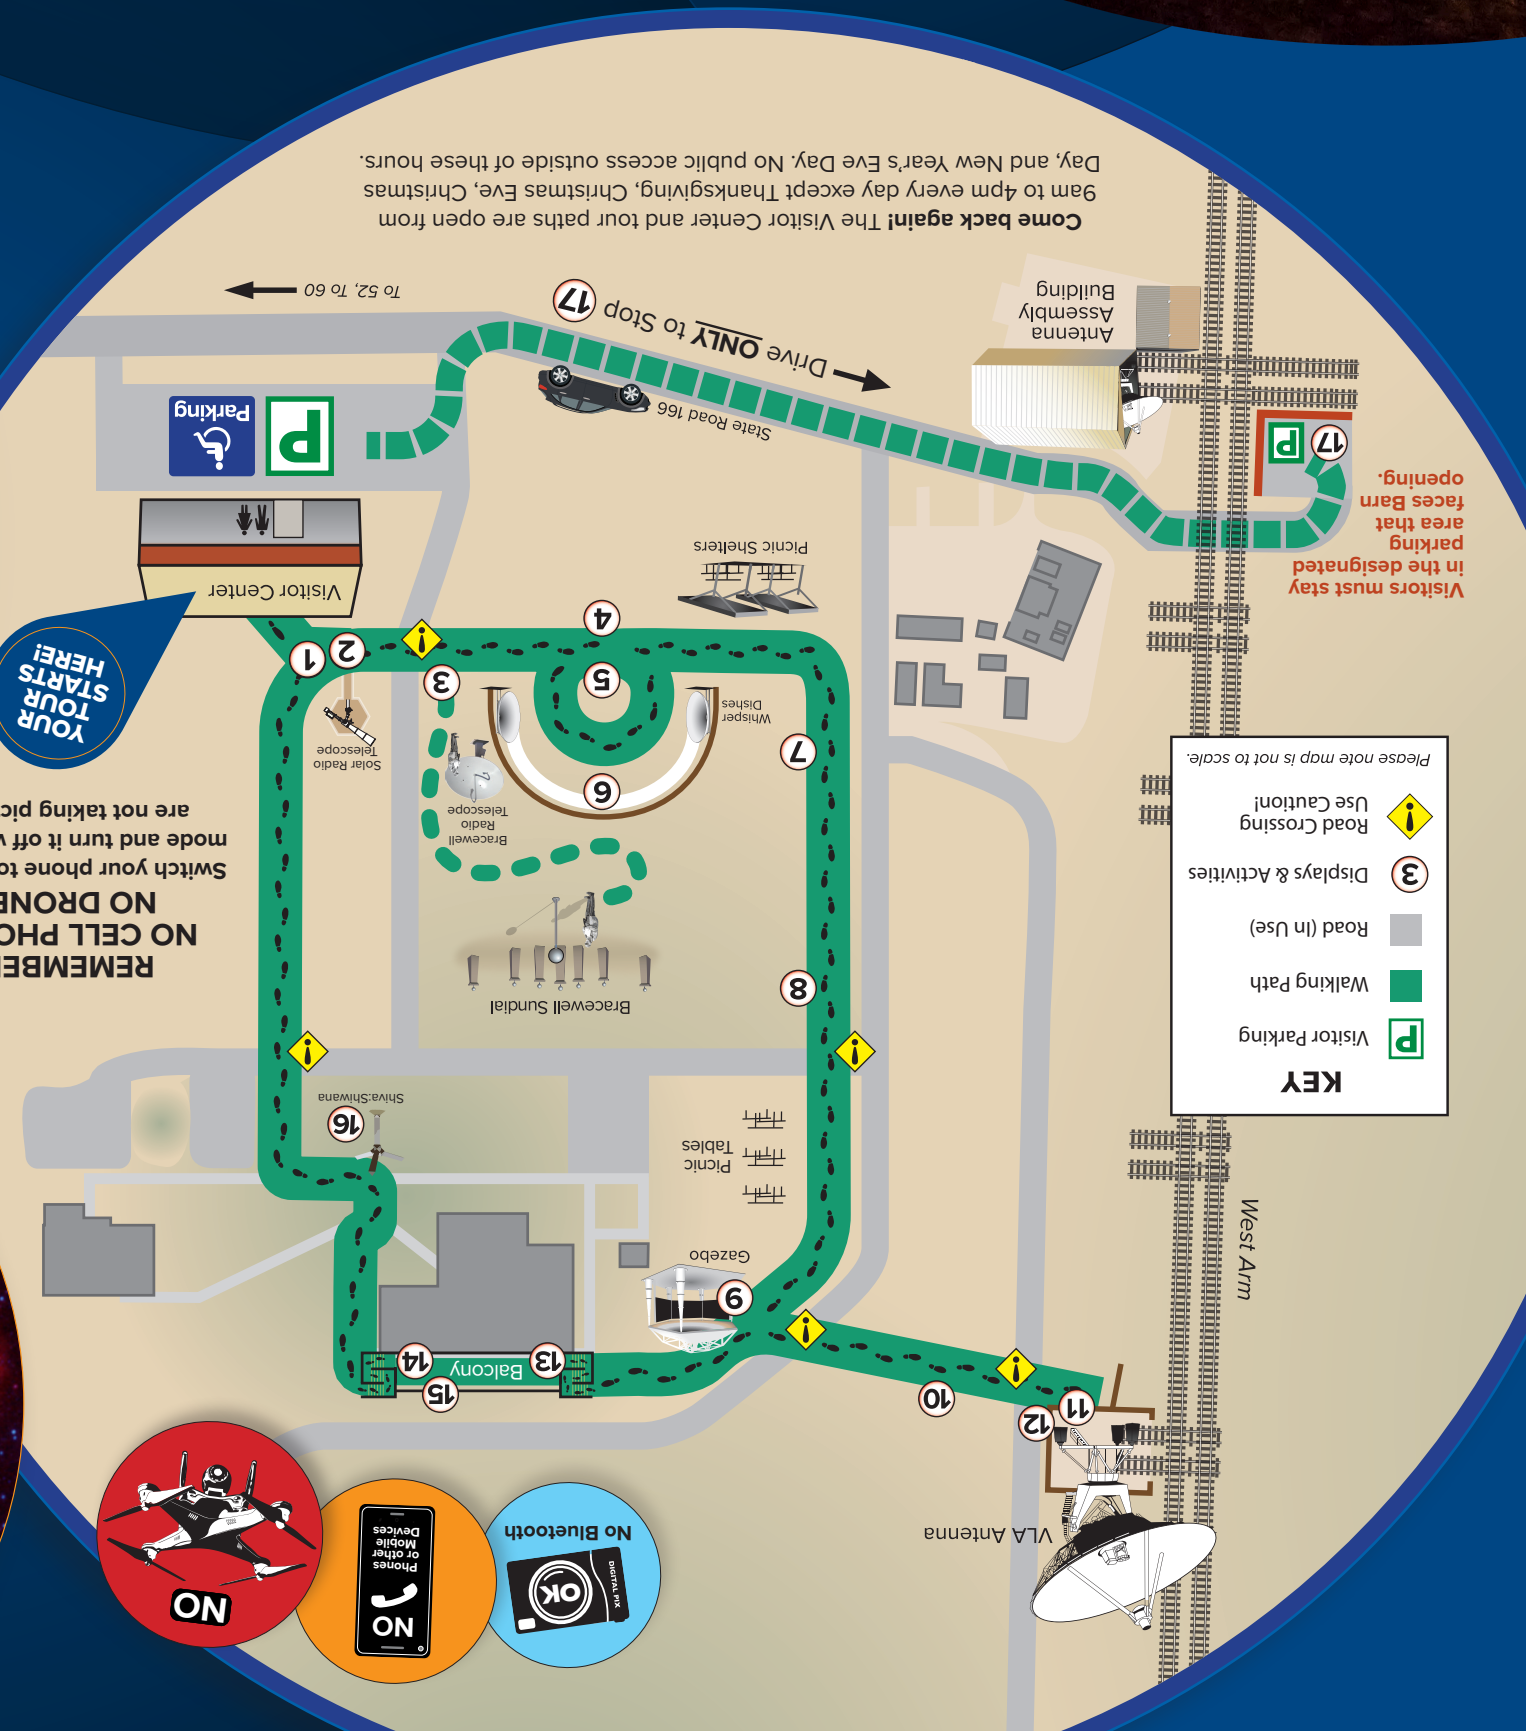 NO
NO
Phones
or other
Mobile
Devices
DIGITAL PIX
OK
No Bluetooth
VLA Antenna
12
11
10
15
14
Balcony
13
9
Gazebo
West Arm
Picnic
Tables
16
Shiva:Shiwana
KEY
P
Visitor Parking
Walking Path
Road (In Use)
3
Displays & Activities
Road Crossing
Use Caution!
Please note map is not to scale.
8
Bracewell Sundial
REMEMBE
NO CELL PHO
NO DRONE
Switch your phone to
mode and turn it off
are not taking pic
Bracewell
Radio
Telescope
6
7
Whisper
Dishes
Solar Radio
Telescope
YOUR
TOUR
STARTS
HERE!
5
4
3
2
1
Visitor Center
Picnic Shelters
Visitors must stay
in the designated
parking
area that
faces Barn
opening.
17
P
P
Parking
State Road 166
Drive ONLY to Stop 17
Antenna
Assembly
Building
To 52, To 60
Come back again! The Visitor Center and tour paths are open from
9am to 4pm every day except Thanksgiving, Christmas Eve, Christmas
Day, and New Year's Eve Day. No public access outside of these hours.